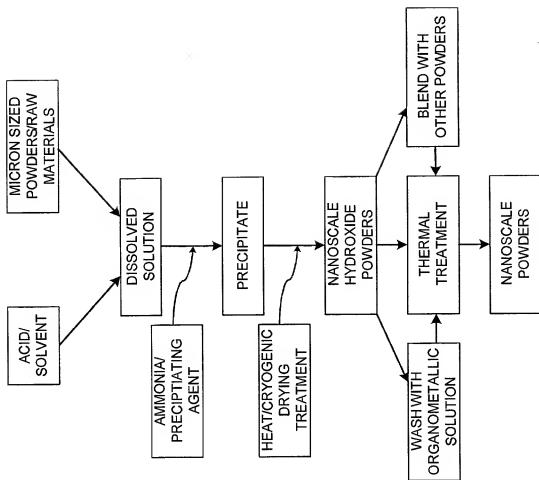 ACID/
SOLVENT
MICRON SIZED
POWDERS/RAW
MATERIALS
DISSOLVED
SOLUTION
AMMONIA/
PRECIPTIATING
AGENT
PRECIPITATE
HEAT/CRYOGENIC
DRYING
TREATMENT
NANOSCALE
HYDROXIDE
POWDERS
WASH WITH
ORGANOMETALLIC
SOLUTION
THERMAL
TREATMENT
BLEND WITH
OTHER POWDERS
NANOSCALE
POWDERS